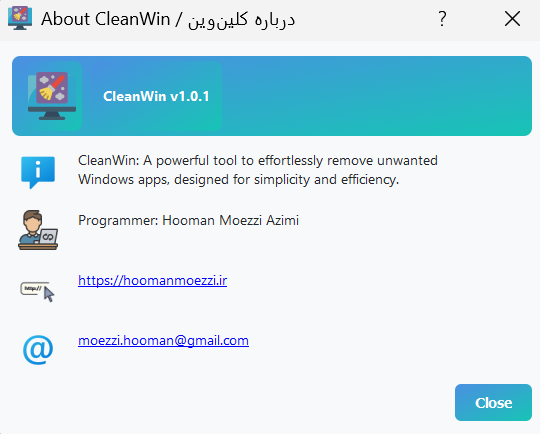 About CleanWin / درباره کلین‌وین
?
CleanWin v1.0.1
CleanWin: A powerful tool to effortlessly remove unwanted
Windows apps, designed for simplicity and efficiency.
Programmer: Hooman Moezzi Azimi
http://
https://hoomanmoezzi.ir
@
moezzi.hooman@gmail.com
Close